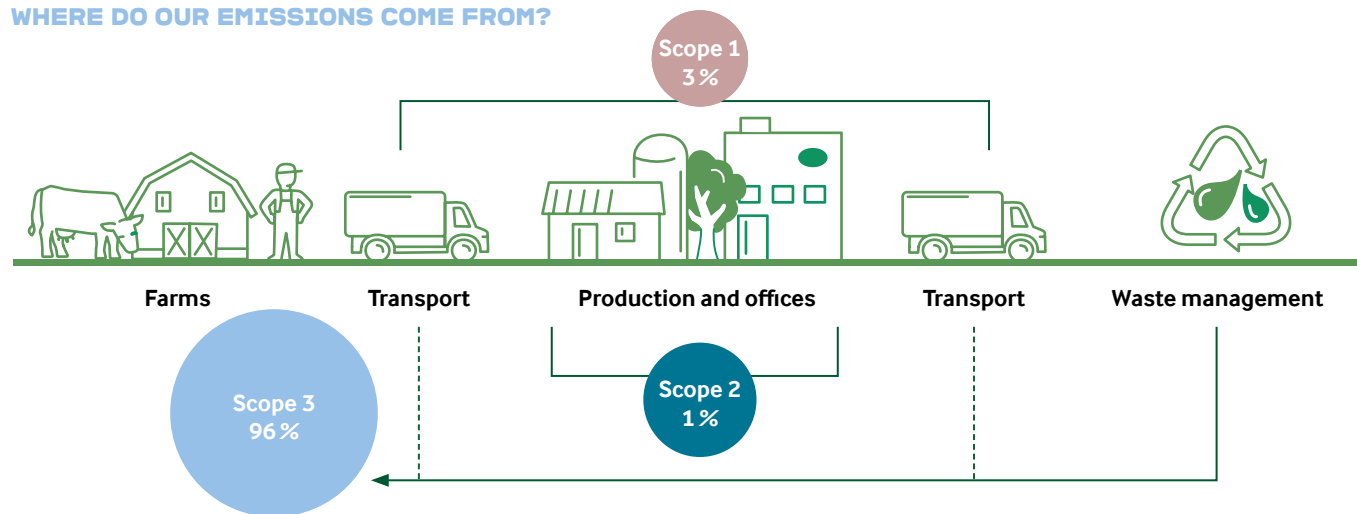 WHERE DO OUR EMISSIONS COME FROM?
Scope 1
3 %
Farms
Transport
Production and offices
Transport
Waste management
Scope 3
96 %
Scope 2
1 %